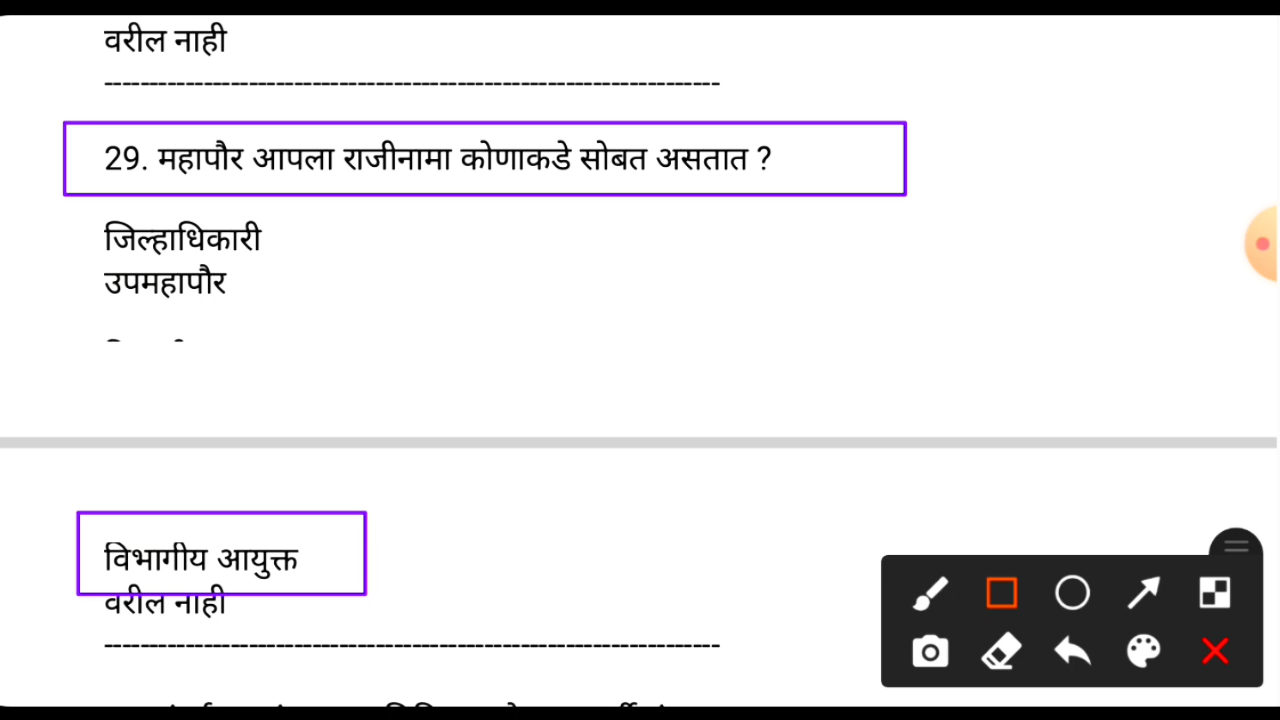 वरील नाही
--------------------------------------------------------------------
29. महापौर आपला राजीनामा कोणाकडे सोबत असतात ?
जिल्हाधिकारी
उपमहापौर
विभागीय आयुक्त
वरील नाही
--------------------------------------------------------------------